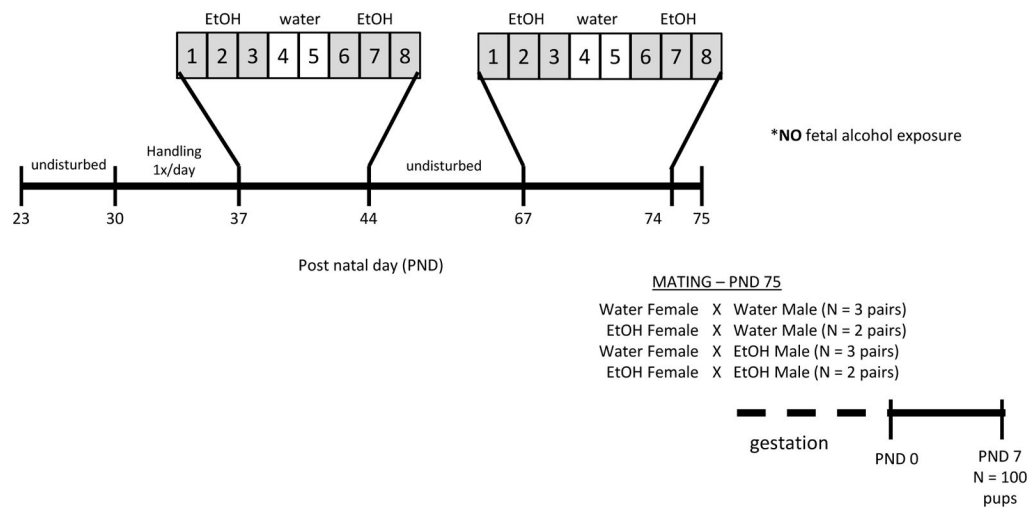 EtOH water EtOH EtOH water EtOH
1 2 3 4 5 6 7 8 1 2 3 4 5 6 7 8
*NO fetal alcohol exposure
undisturbed Handling undisturbed
1x/day
23 30 37 44 67 74 75
Post natal day (PND)
MATING – PND 75
Water Female X Water Male (N = 3 pairs)
EtOH Female X Water Male (N = 2 pairs)
Water Female X EtOH Male (N = 3 pairs)
EtOH Female X EtOH Male (N = 2 pairs)
gestation
PND 0 PND 7
N = 100
pups